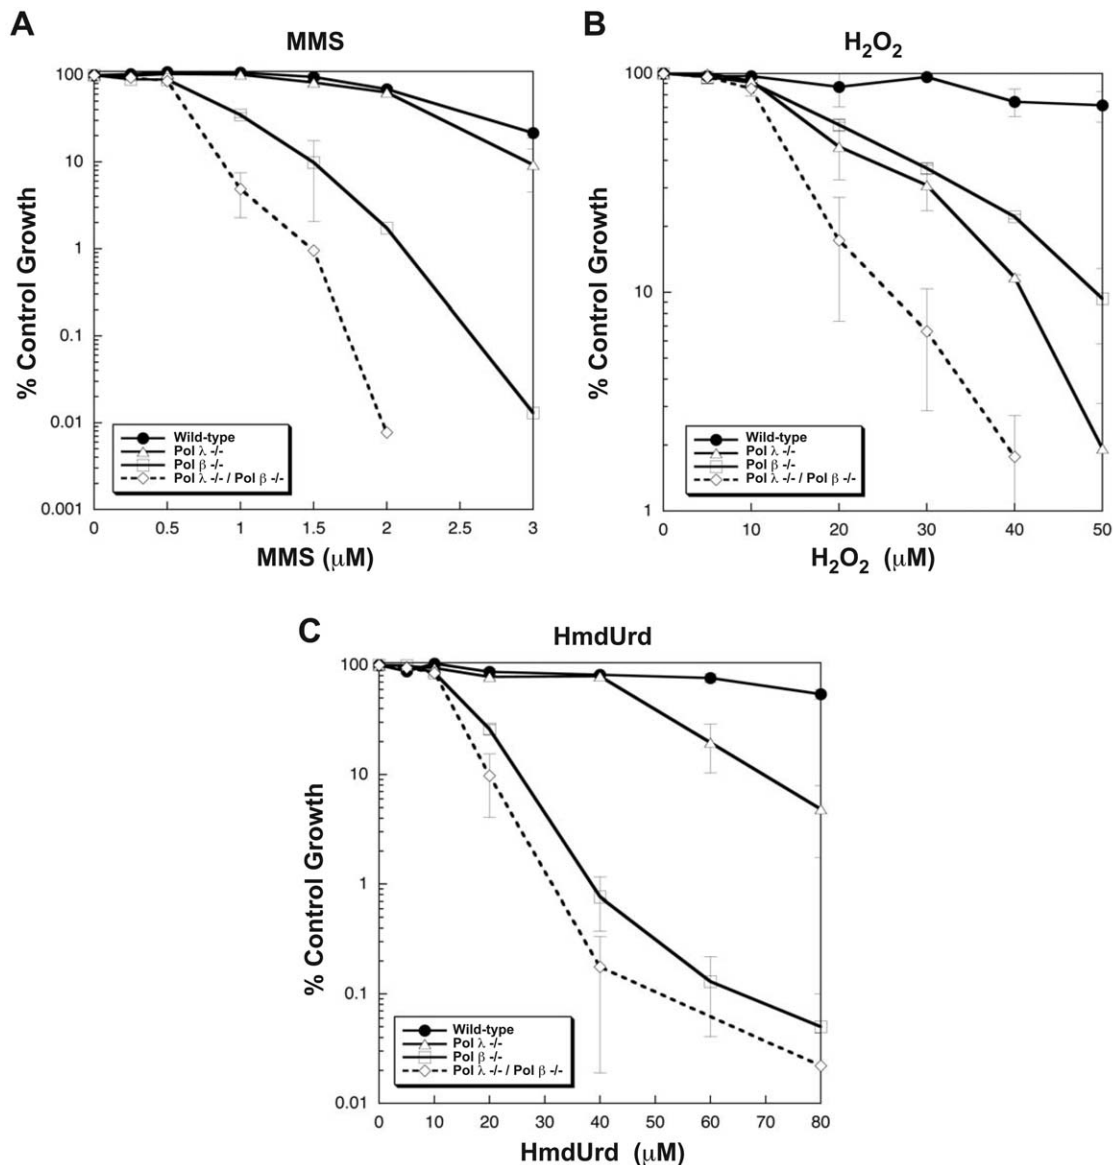 A
MMS
% Control Growth
100
10
1
0.1
0.01
0.001
Wild-type
Pol λ -/-
Pol β -/-
Pol λ -/- / Pol β -/-
0 0.5 1 1.5 2 2.5 3
MMS (μM)
B
H₂O₂
% Control Growth
100
10
1
Wild-type
Pol λ -/-
Pol β -/-
Pol λ -/- / Pol β -/-
0 10 20 30 40 50
H₂O₂ (μM)
C
HmdUrd
% Control Growth
100
10
1
0.1
0.01
Wild-type
Pol λ -/-
Pol β -/-
Pol λ -/- / Pol β -/-
0 10 20 30 40 50 60 70 80
HmdUrd (μM)